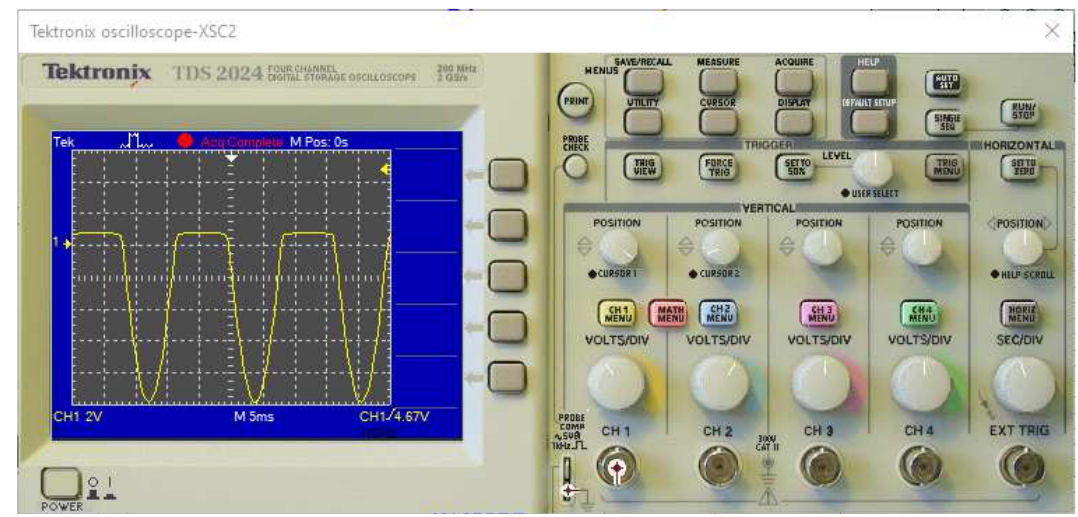 Tektronix oscilloscope-XSC2
Tektronix TDS 2024 FOUR CHANNEL DIGITAL STORAGE OSCILLOSCOPE 200 MHz 2 GS/s
Tek Acq Complete M Pos: 0s
1
CH1 2V M 5ms CH1 4.67V
POWER
MENUS
SAVE/RECALL MEASURE ACQUIRE HELP
PRINT
UTILITY CURSOR DISPLAY DEFAULT SETUP
AUTO SET
SINGLE SEQ
RUN/ STOP
PROBE CHECK
TRIGGER
TRIG VIEW
FORCE TRIG
SET TO 50%
LEVEL
USER SELECT
TRIG MENU
HORIZONTAL
SET TO ZERO
VERTICAL
POSITION POSITION POSITION POSITION POSITION
CURSOR 1 CURSOR 2 HELP SCROLL
CH 1 MENU
MATH MENU
CH 2 MENU
CH 3 MENU
CH 4 MENU
HORIZ MENU
VOLTS/DIV VOLTS/DIV VOLTS/DIV VOLTS/DIV SEC/DIV
PROBE COMP
~5V@
1kHz
CH 1 CH 2 CH 3 CH 4 EXT TRIG
300V
CAT II